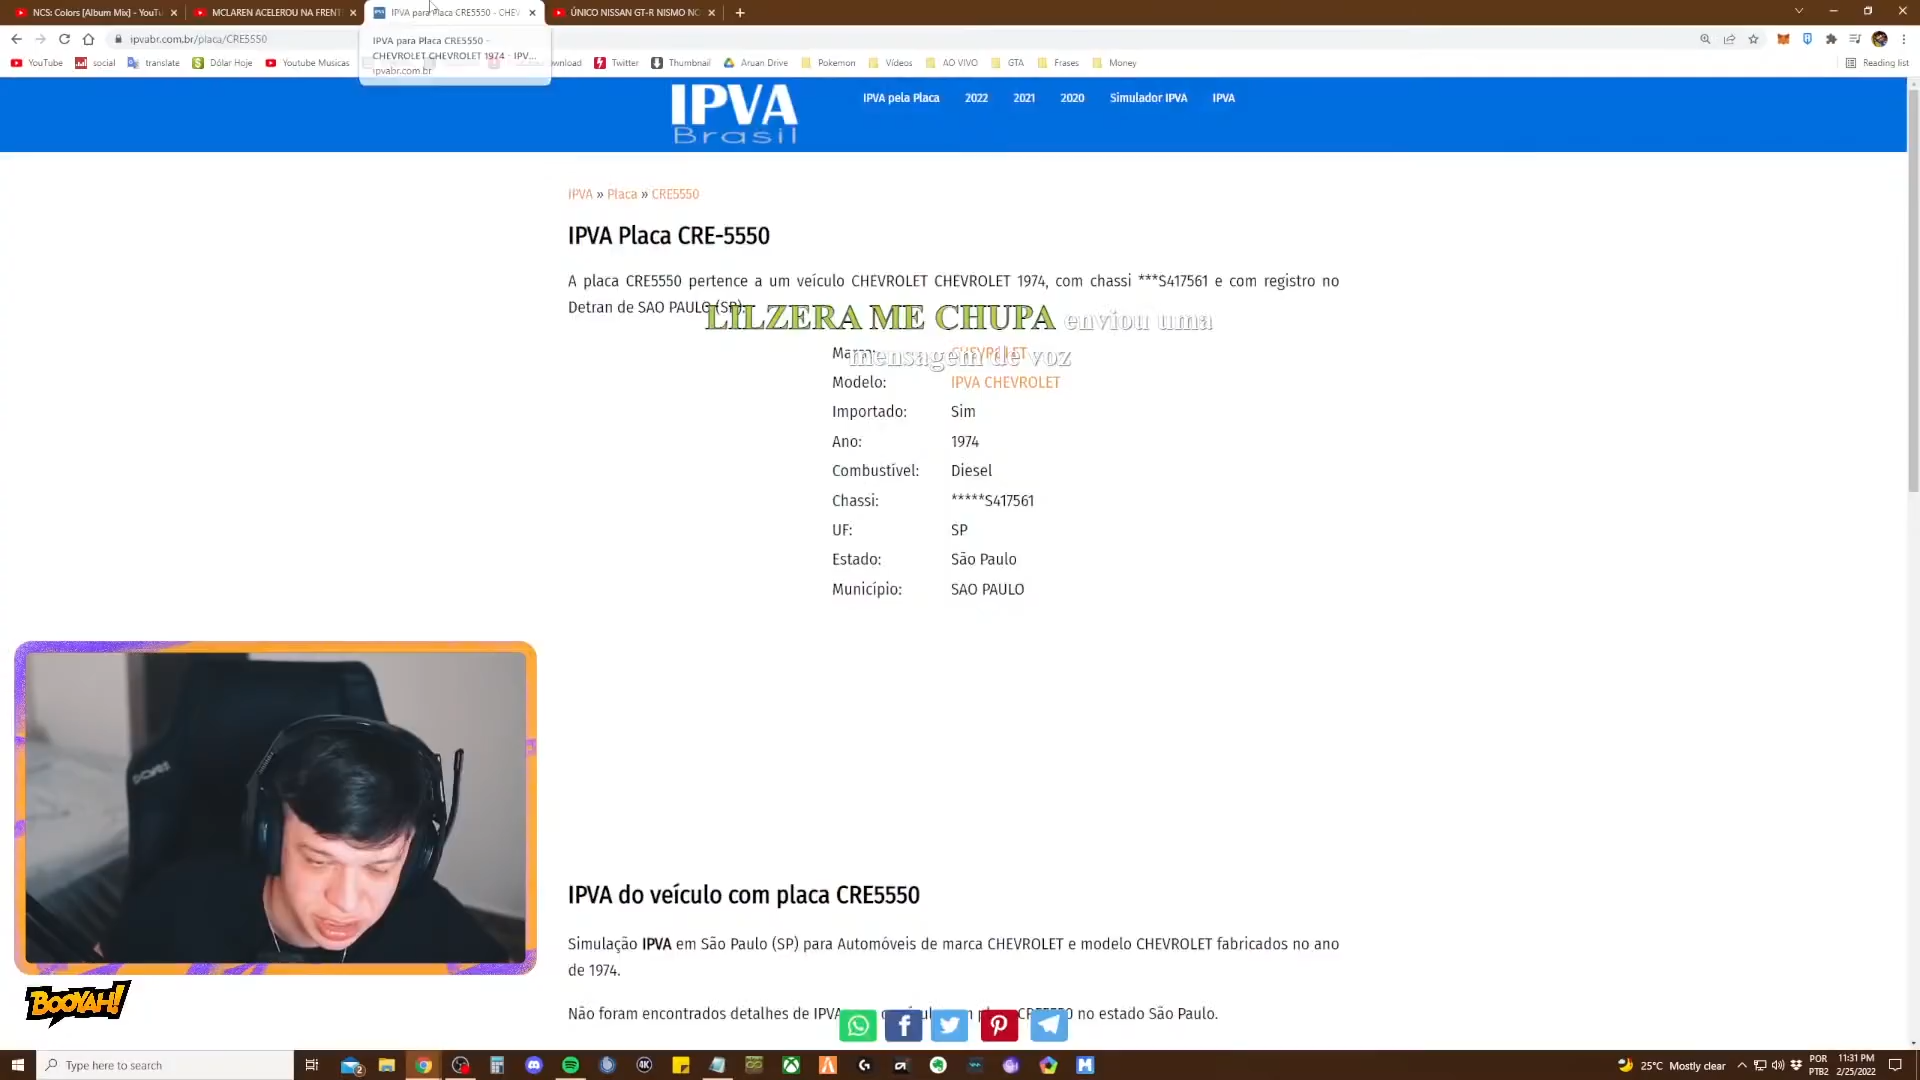 NCS: Colors [Album Mix] - YouTu
MCLAREN ACELEROU NA FRENT
IPVA para Placa CRE5550 - CHEV
ÚNICO NISSAN GT-R NISMO NO
ipvabr.com.br/placa/CRE5550
IPVA para Placa CRE5550 -
CHEVROLET CHEVROLET 1974 - IPV...
ipvabr.com.br
YouTube
social
translate
Dólar Hoje
Youtube Musicas
Twitter
Thumbnail
Aruan Drive
Pokemon
Vídeos
AO VIVO
GTA
Frases
Money
Reading list
IPVA
Brasil
IPVA pela Placa
2022
2021
2020
Simulador IPVA
IPVA
IPVA » Placa » CRE5550
IPVA Placa CRE-5550
A placa CRE5550 pertence a um veículo CHEVROLET CHEVROLET 1974, com chassi ***S417561 e com registro no
Detran de SAO PAULO (SP).
LILZERA ME CHUPA enviou uma
mensagem de voz
Marca: CHEVROLET
Modelo: IPVA CHEVROLET
Importado: Sim
Ano: 1974
Combustível: Diesel
Chassi: *****S417561
UF: SP
Estado: São Paulo
Município: SAO PAULO
IPVA do veículo com placa CRE5550
Simulação IPVA em São Paulo (SP) para Automóveis de marca CHEVROLET e modelo CHEVROLET fabricados no ano
de 1974.
Não foram encontrados detalhes de IPVA CRE5550 no estado São Paulo.
BOOYAH!
Type here to search
25°C Mostly clear
POR
PTB2
11:31 PM
2/25/2022